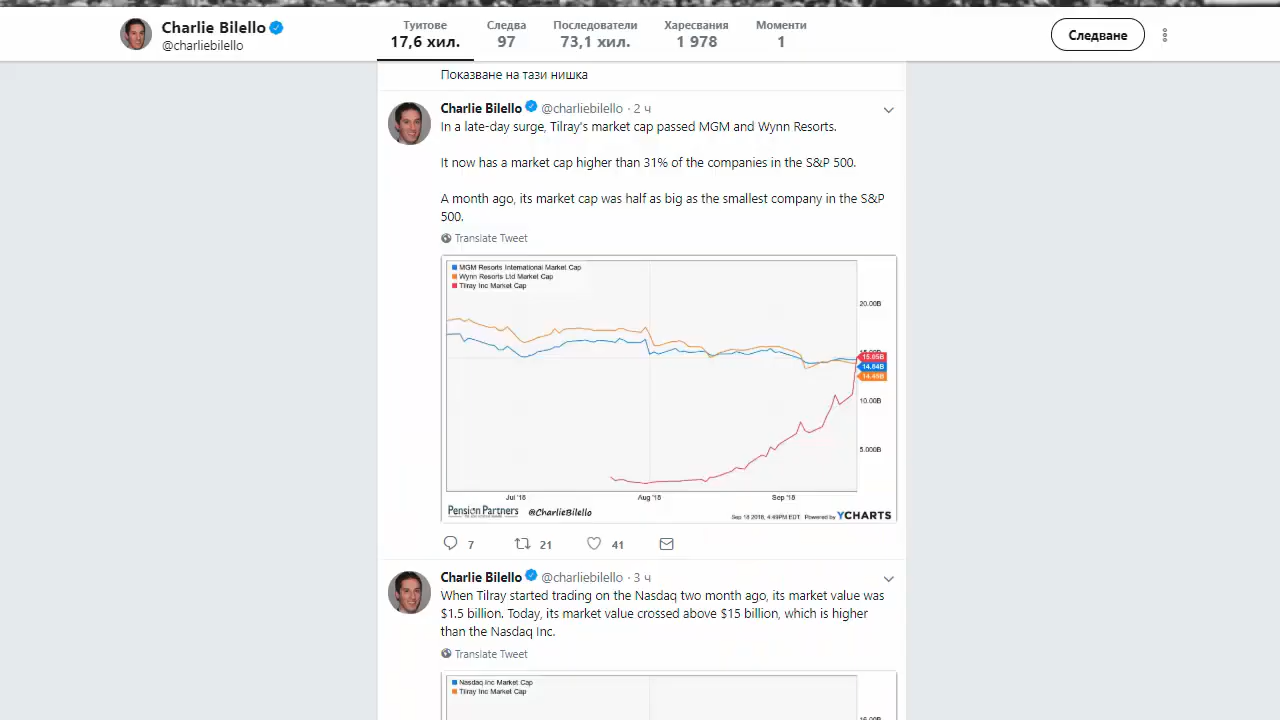 Charlie Bilello
@charliebilello
Туитове
17,6 хил.
Следва
97
Последователи
73,1 хил.
Харесвания
1 978
Моменти
1
Следване
Показване на тази нишка
Charlie Bilello @charliebilello · 2 ч
In a late-day surge, Tilray's market cap passed MGM and Wynn Resorts.
It now has a market cap higher than 31% of the companies in the S&P 500.
A month ago, its market cap was half as big as the smallest company in the S&P
500.
Translate Tweet
MGM Resorts International Market Cap
Wynn Resorts Ltd Market Cap
Tilray Inc Market Cap
20.00B
15.05B
14.64B
14.45B
10.00B
5.000B
Jul '18
Aug '18
Sep '18
Pension Partners
@CharlieBilello
Sep 18 2018, 4:49PM EDT Powered by YCHARTS
7
21
41
Charlie Bilello @charliebilello · 3 ч
When Tilray started trading on the Nasdaq two month ago, its market value was
$1.5 billion. Today, its market value crossed above $15 billion, which is higher
than the Nasdaq Inc.
Translate Tweet
Nasdaq Inc Market Cap
Tilray Inc Market Cap